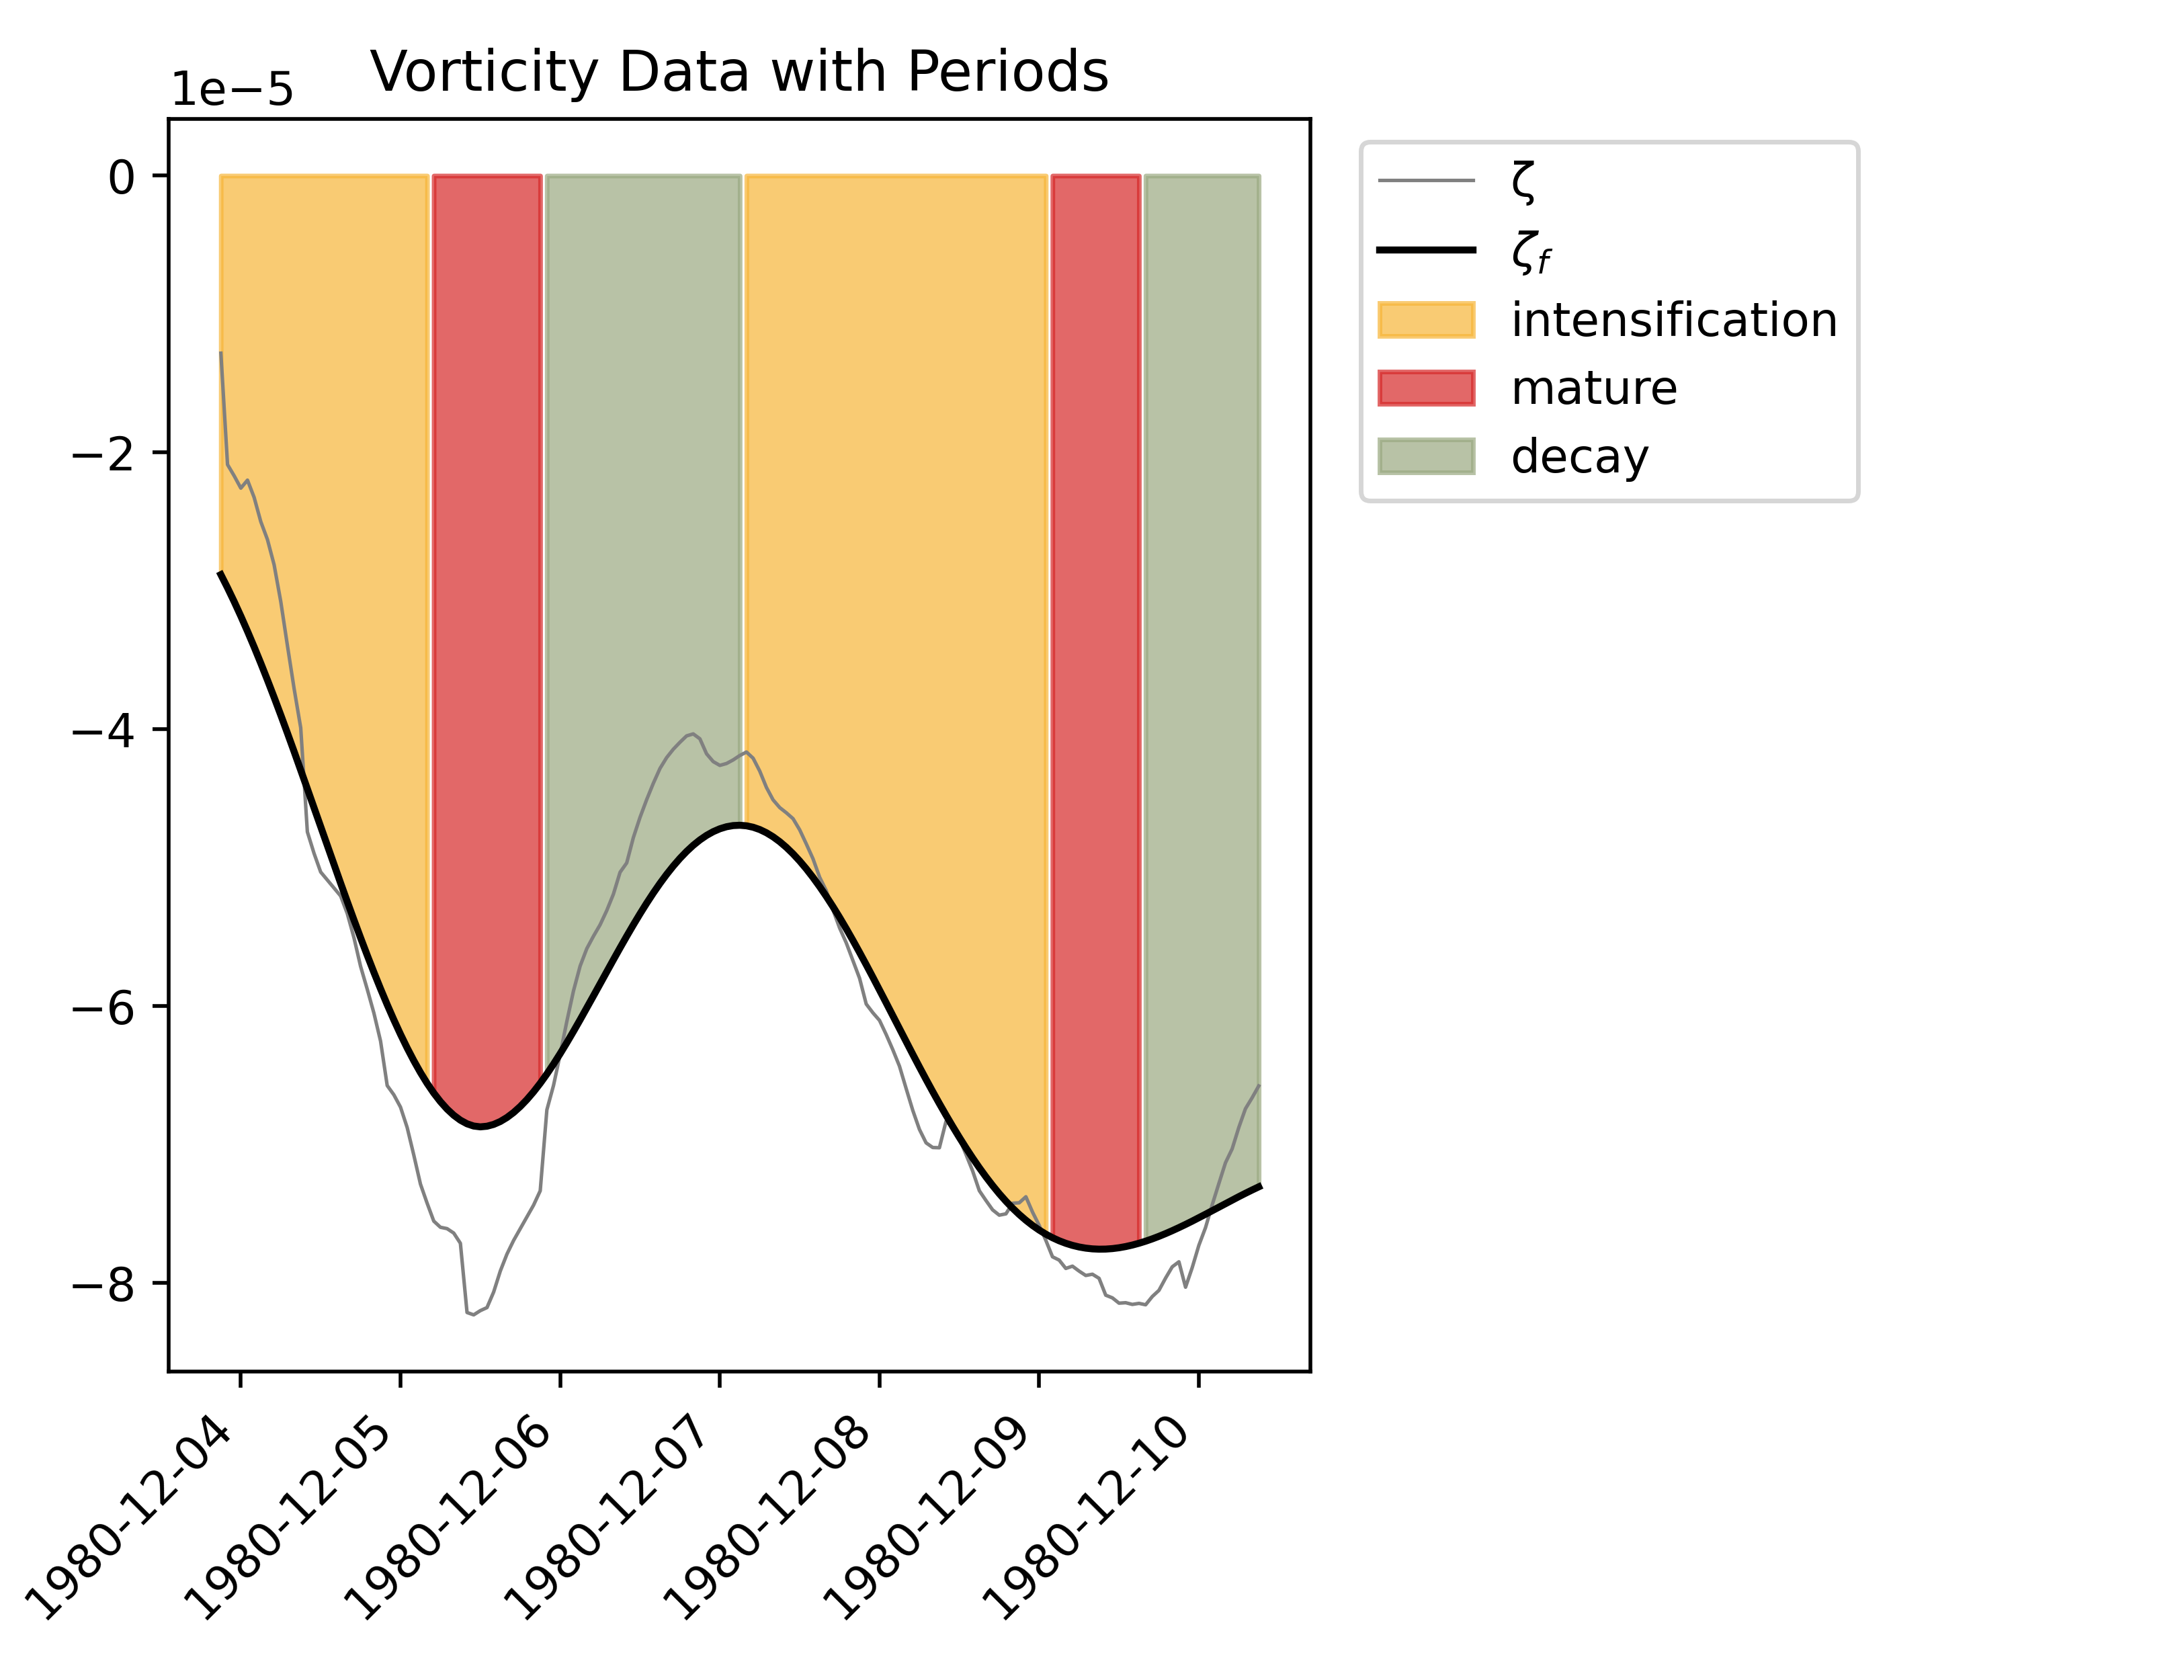 Vorticity Data with Periods
1e−5
0
−2
−4
−6
−8
1980-12-04
1980-12-05
1980-12-06
1980-12-07
1980-12-08
1980-12-09
1980-12-10
ζ
ζf
intensification
mature
decay